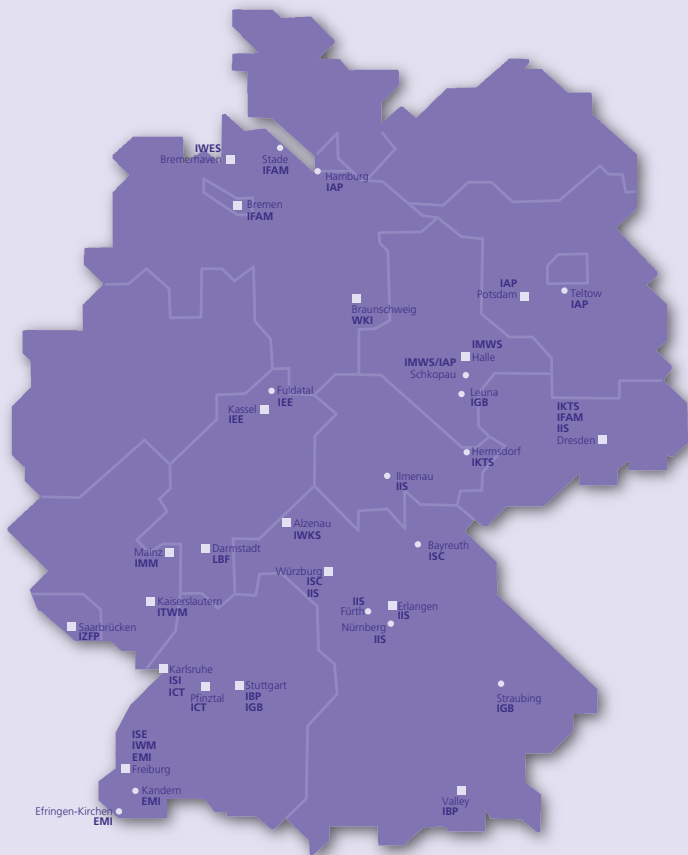 IWES
Bremerhaven
Stade
IFAM
Hamburg
IAP
Bremen
IFAM
IAP
Potsdam
Teltow
IAP
Braunschweig
WKI
IMWS
Halle
IMWS/IAP
Schkopau
Leuna
IGB
Fuldatal
IEE
Kassel
IEE
IKTS
IFAM
IIS
Dresden
Hermsdorf
IKTS
Ilmenau
IIS
Alzenau
IWKS
Bayreuth
ISC
Mainz
IMM
Darmstadt
LBF
Würzburg
ISC
IIS
IIS
Fürth
Erlangen
IIS
Nürnberg
IIS
Kaiserslautern
ITWM
Saarbrücken
IZFP
Karlsruhe
ISI
ICT
Pfinztal
ICT
Stuttgart
IBP
IGB
Straubing
IGB
ISE
IWM
EMI
Freiburg
Kandern
EMI
Efringen-Kirchen
EMI
Valley
IBP